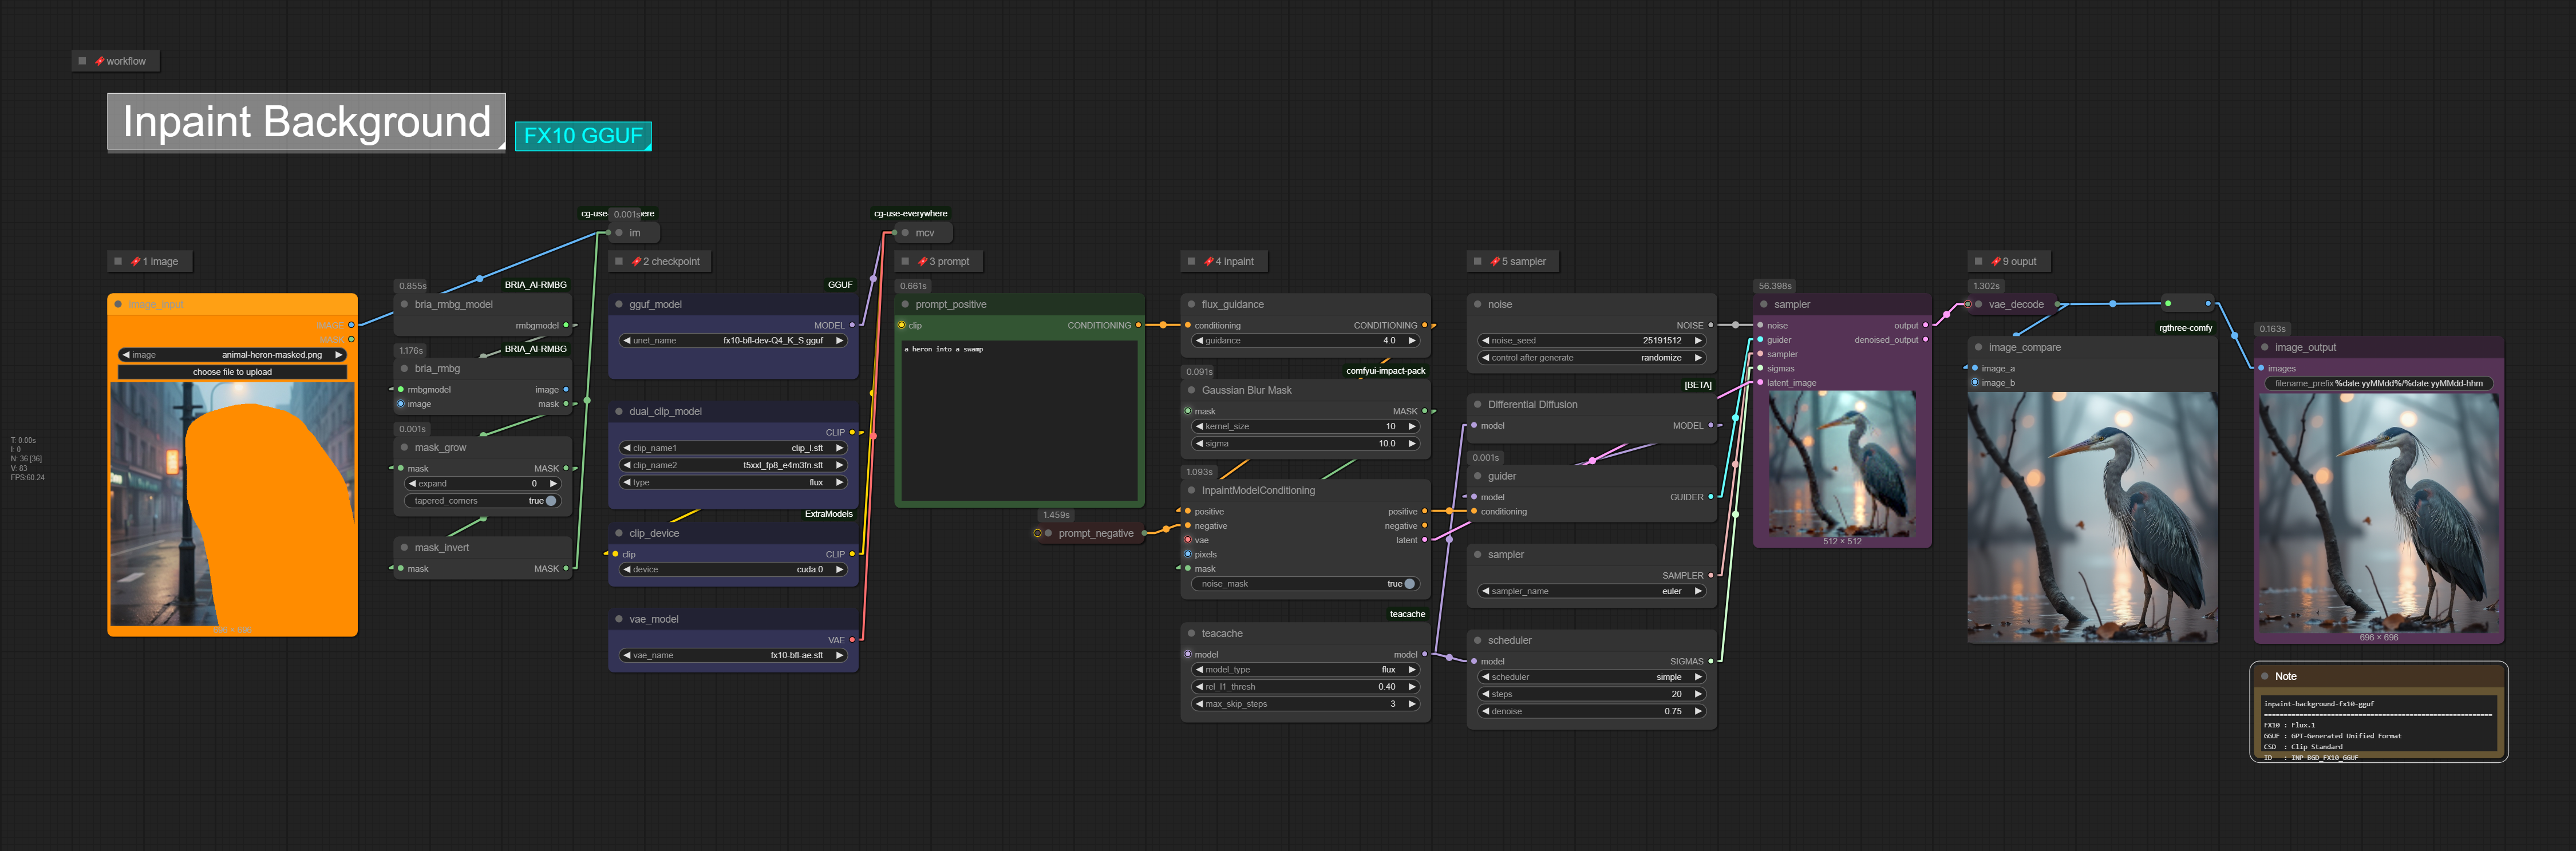 workflow
Inpaint Background
FX10 GGUF
cg-use-
ere
0.001s
im
cg-use-everywhere
mcv
1 image
2 checkpoint
3 prompt
4 inpaint
5 sampler
9 ouput
image_input
IMAGE
MASK
image animal-heron-masked.png
choose file to upload
T: 0.00s
I: 0
N: 36 [36]
V: 83
FPS:60.24
0.855s BRIA_AI-RMBG
bria_rmbg_model
rmbgmodel
1.176s BRIA_AI-RMBG
bria_rmbg
rmbgmodel image
image mask
0.001s
mask_grow
mask MASK
expand 0
tapered_corners true
mask_invert
mask MASK
GGUF
gguf_model
MODEL
unet_name fx10-bfl-dev-Q4_K_S.gguf
dual_clip_model
CLIP
clip_name1 clip_l.sft
clip_name2 t5xxl_fp8_e4m3fn.sft
type flux
ExtraModels
clip_device
clip CLIP
device cuda:0
vae_model
VAE
vae_name fx10-bfl-ae.sft
0.661s
prompt_positive
clip CONDITIONING
a heron into a swamp
1.459s
prompt_negative
flux_guidance
conditioning CONDITIONING
guidance 4.0
0.091s comfyui-impact-pack
Gaussian Blur Mask
mask MASK
kernel_size 10
sigma 10.0
1.093s
InpaintModelConditioning
positive positive
negative negative
vae latent
pixels
mask
noise_mask true
teacache
teacache
model model
model_type flux
rel_l1_thresh 0.40
max_skip_steps 3
noise
NOISE
noise_seed 25191512
control after generate randomize
[BETA]
Differential Diffusion
model MODEL
0.001s
guider
model GUIDER
conditioning
sampler
SAMPLER
sampler_name euler
scheduler
model SIGMAS
scheduler simple
steps 20
denoise 0.75
56.398s
sampler
noise output
guider denoised_output
sampler
sigmas
latent_image
512 × 512
1.302s
vae_decode
rgthree-comfy
image_compare
image_a
image_b
0.163s
image_output
images
filename_prefix %date:yyMMdd%/%date:yyMMdd-hhm
696 × 696
Note
inpaint-background-fx10-gguf
FX10 : Flux.1
GGUF : GPT-Generated Unified Format
CSD : Clip Standard
ID : INP-BGD_FX10_GGUF